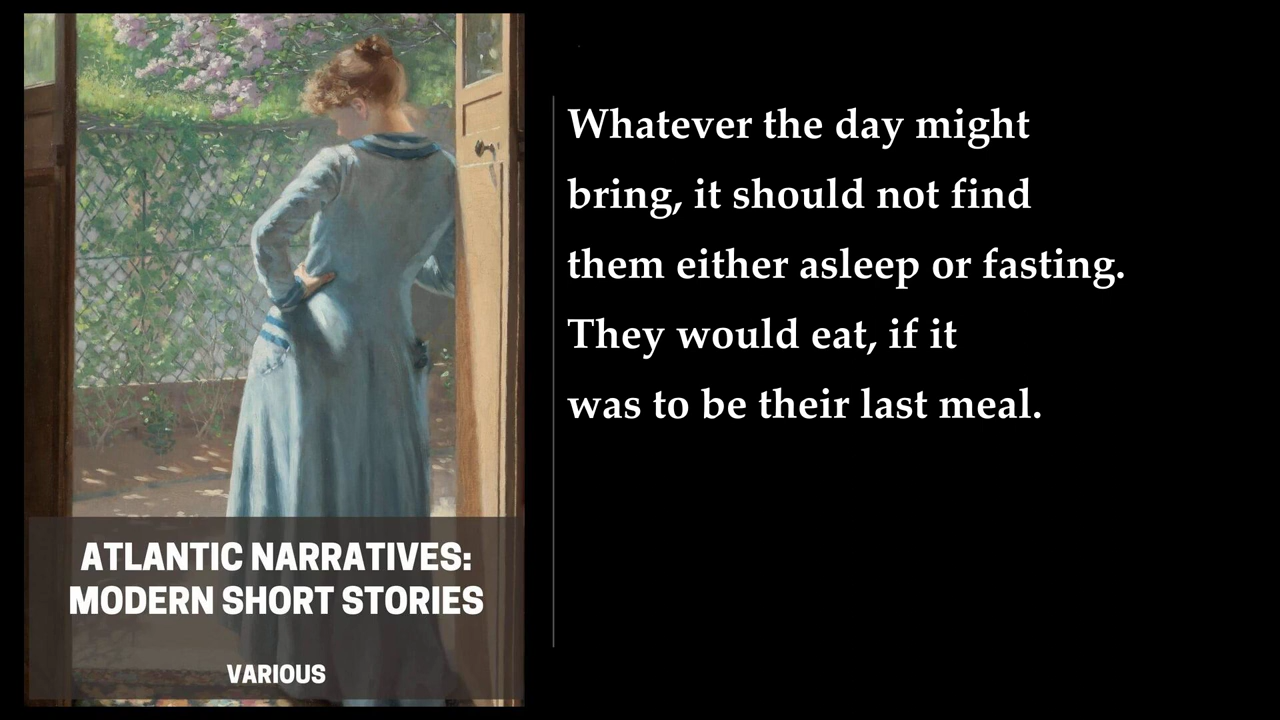 Whatever the day might
bring, it should not find
them either asleep or fasting.
They would eat, if it
was to be their last meal.
ATLANTIC NARRATIVES:
MODERN SHORT STORIES
VARIOUS